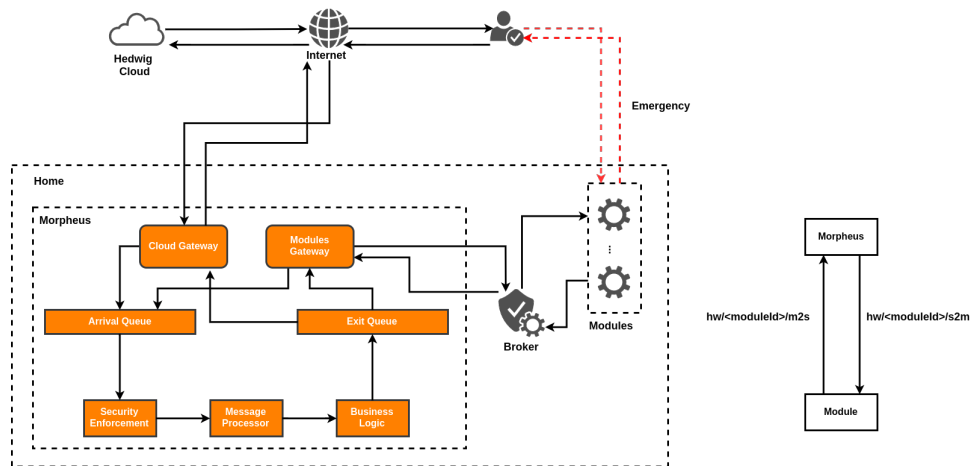 Hedwig
Cloud
Internet
Emergency
Home
Morpheus
Cloud Gateway
Modules
Gateway
Arrival Queue
Exit Queue
Security
Enforcement
Message
Processor
Business
Logic
Broker
...
Modules
Morpheus
hw/<moduleId>/m2s
hw/<moduleId>/s2m
Module